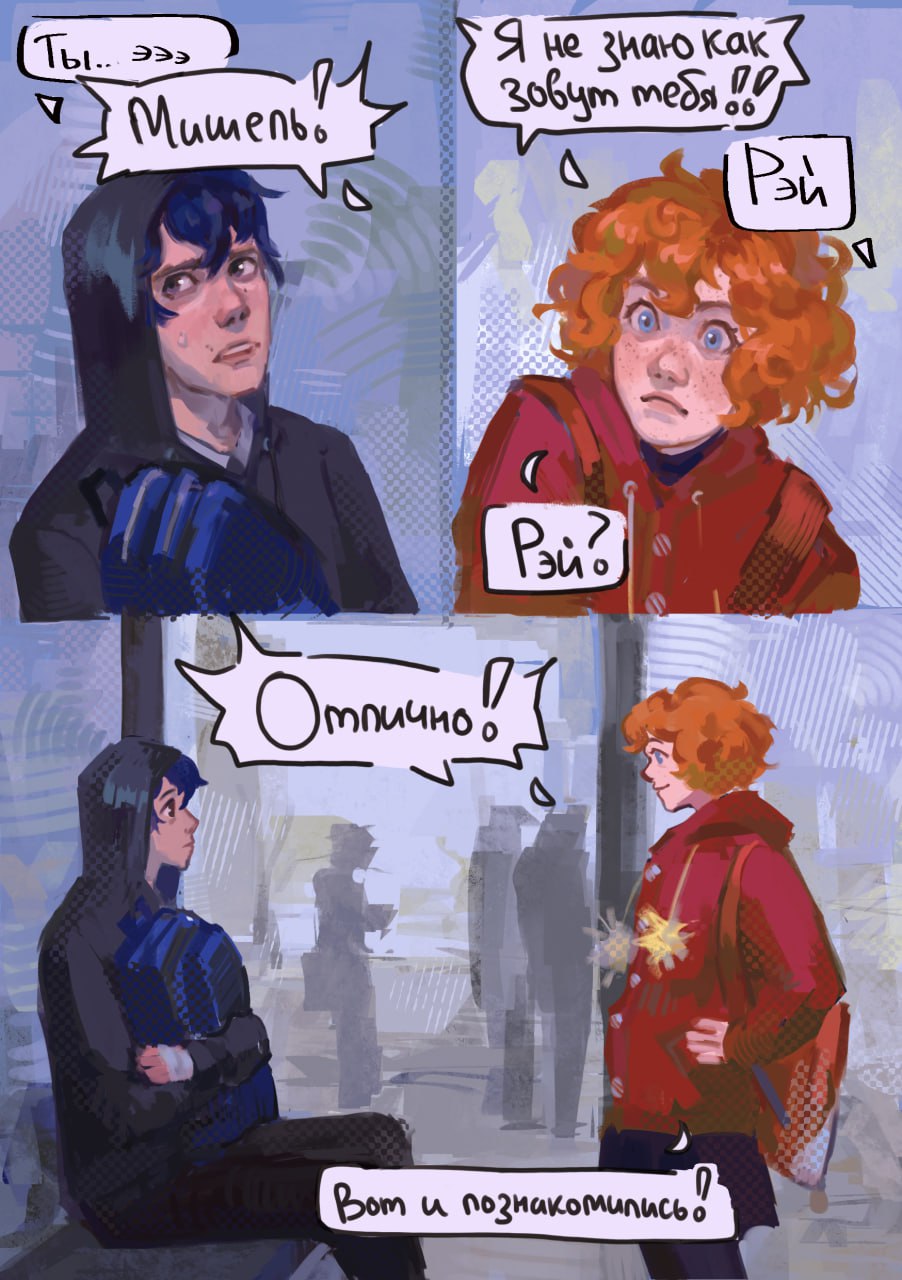 Ты.. эээ
Мишель!
Я не знаю как
зовут тебя!!
Рэй
Рэй?
Отлично!
Вот и познакомились!